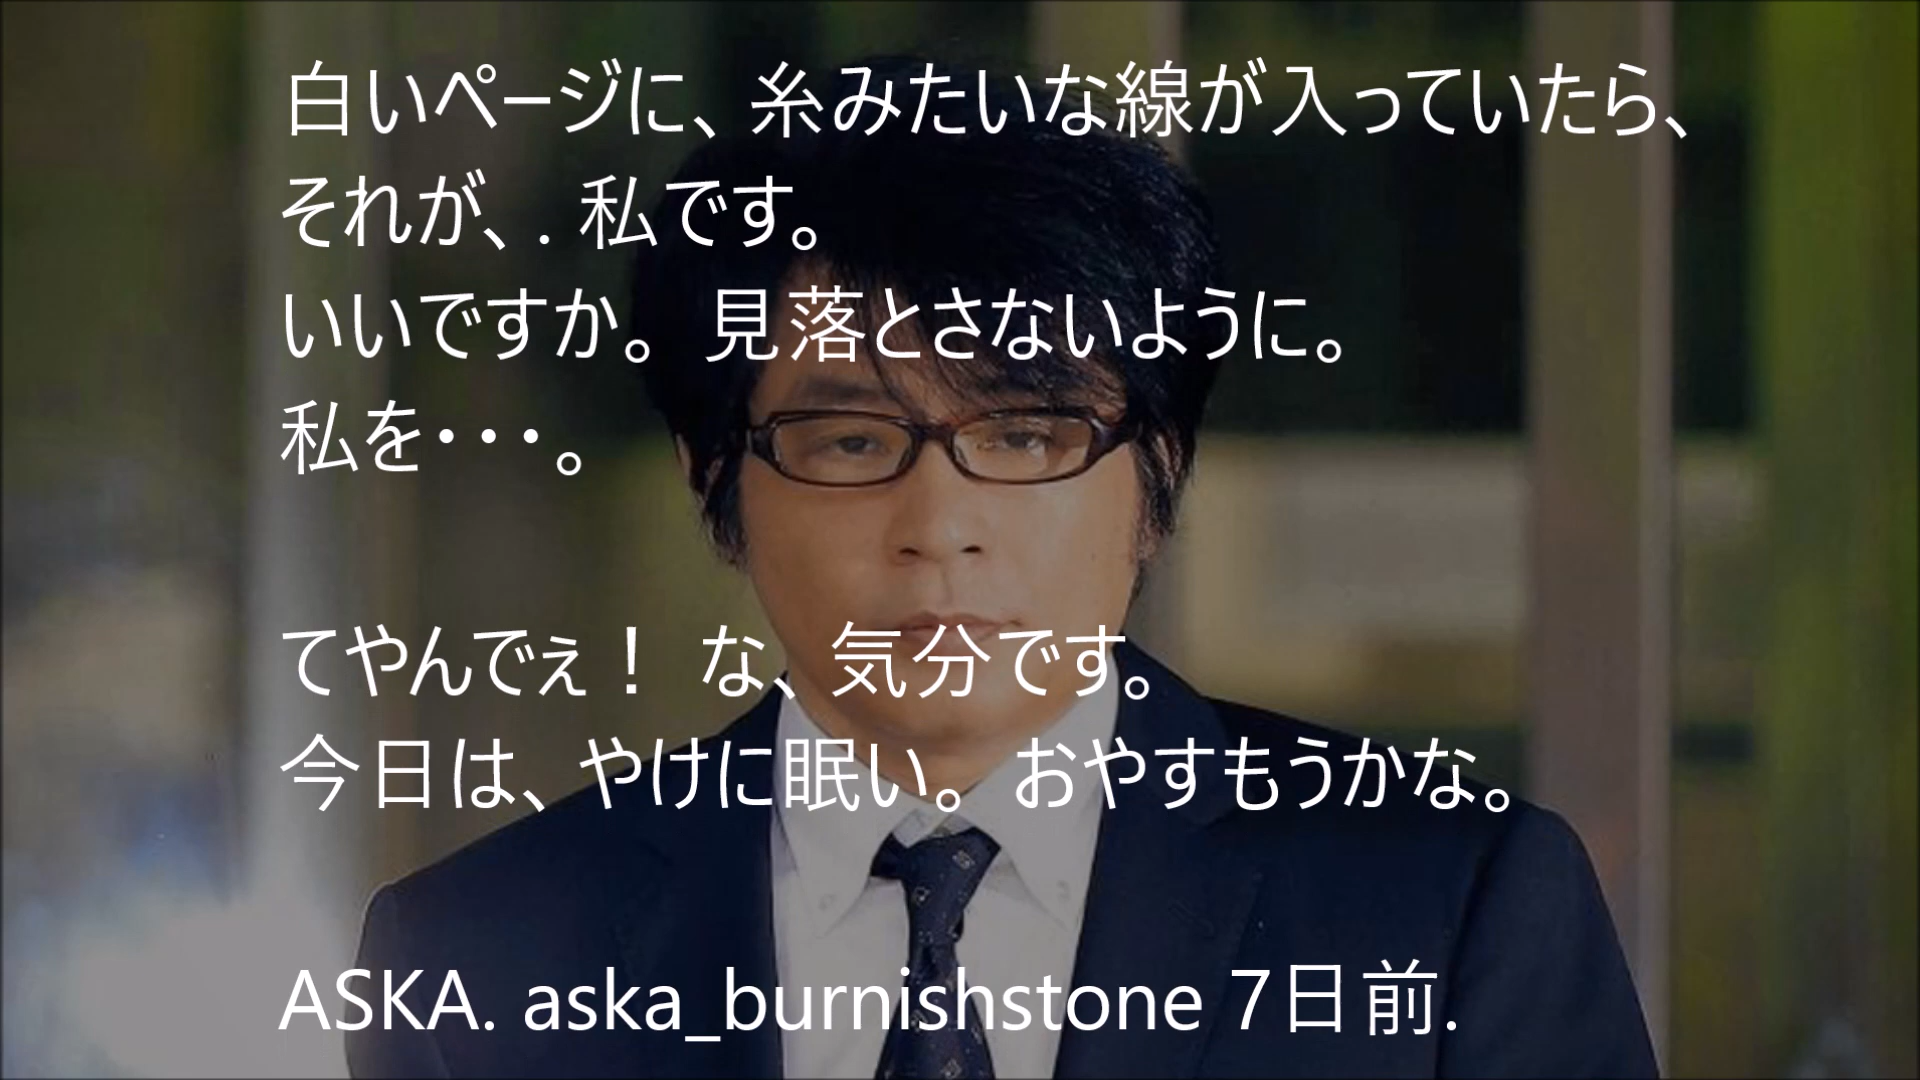 白いページに、糸みたいな線が入っていたら、
それが、. 私です。
いいですか。見落とさないように。
私を・・・。
てやんでぇ！ な、気分です。
今日は、やけに眠い。おやすもうかな。
ASKA. aska_burnishstone 7日前.